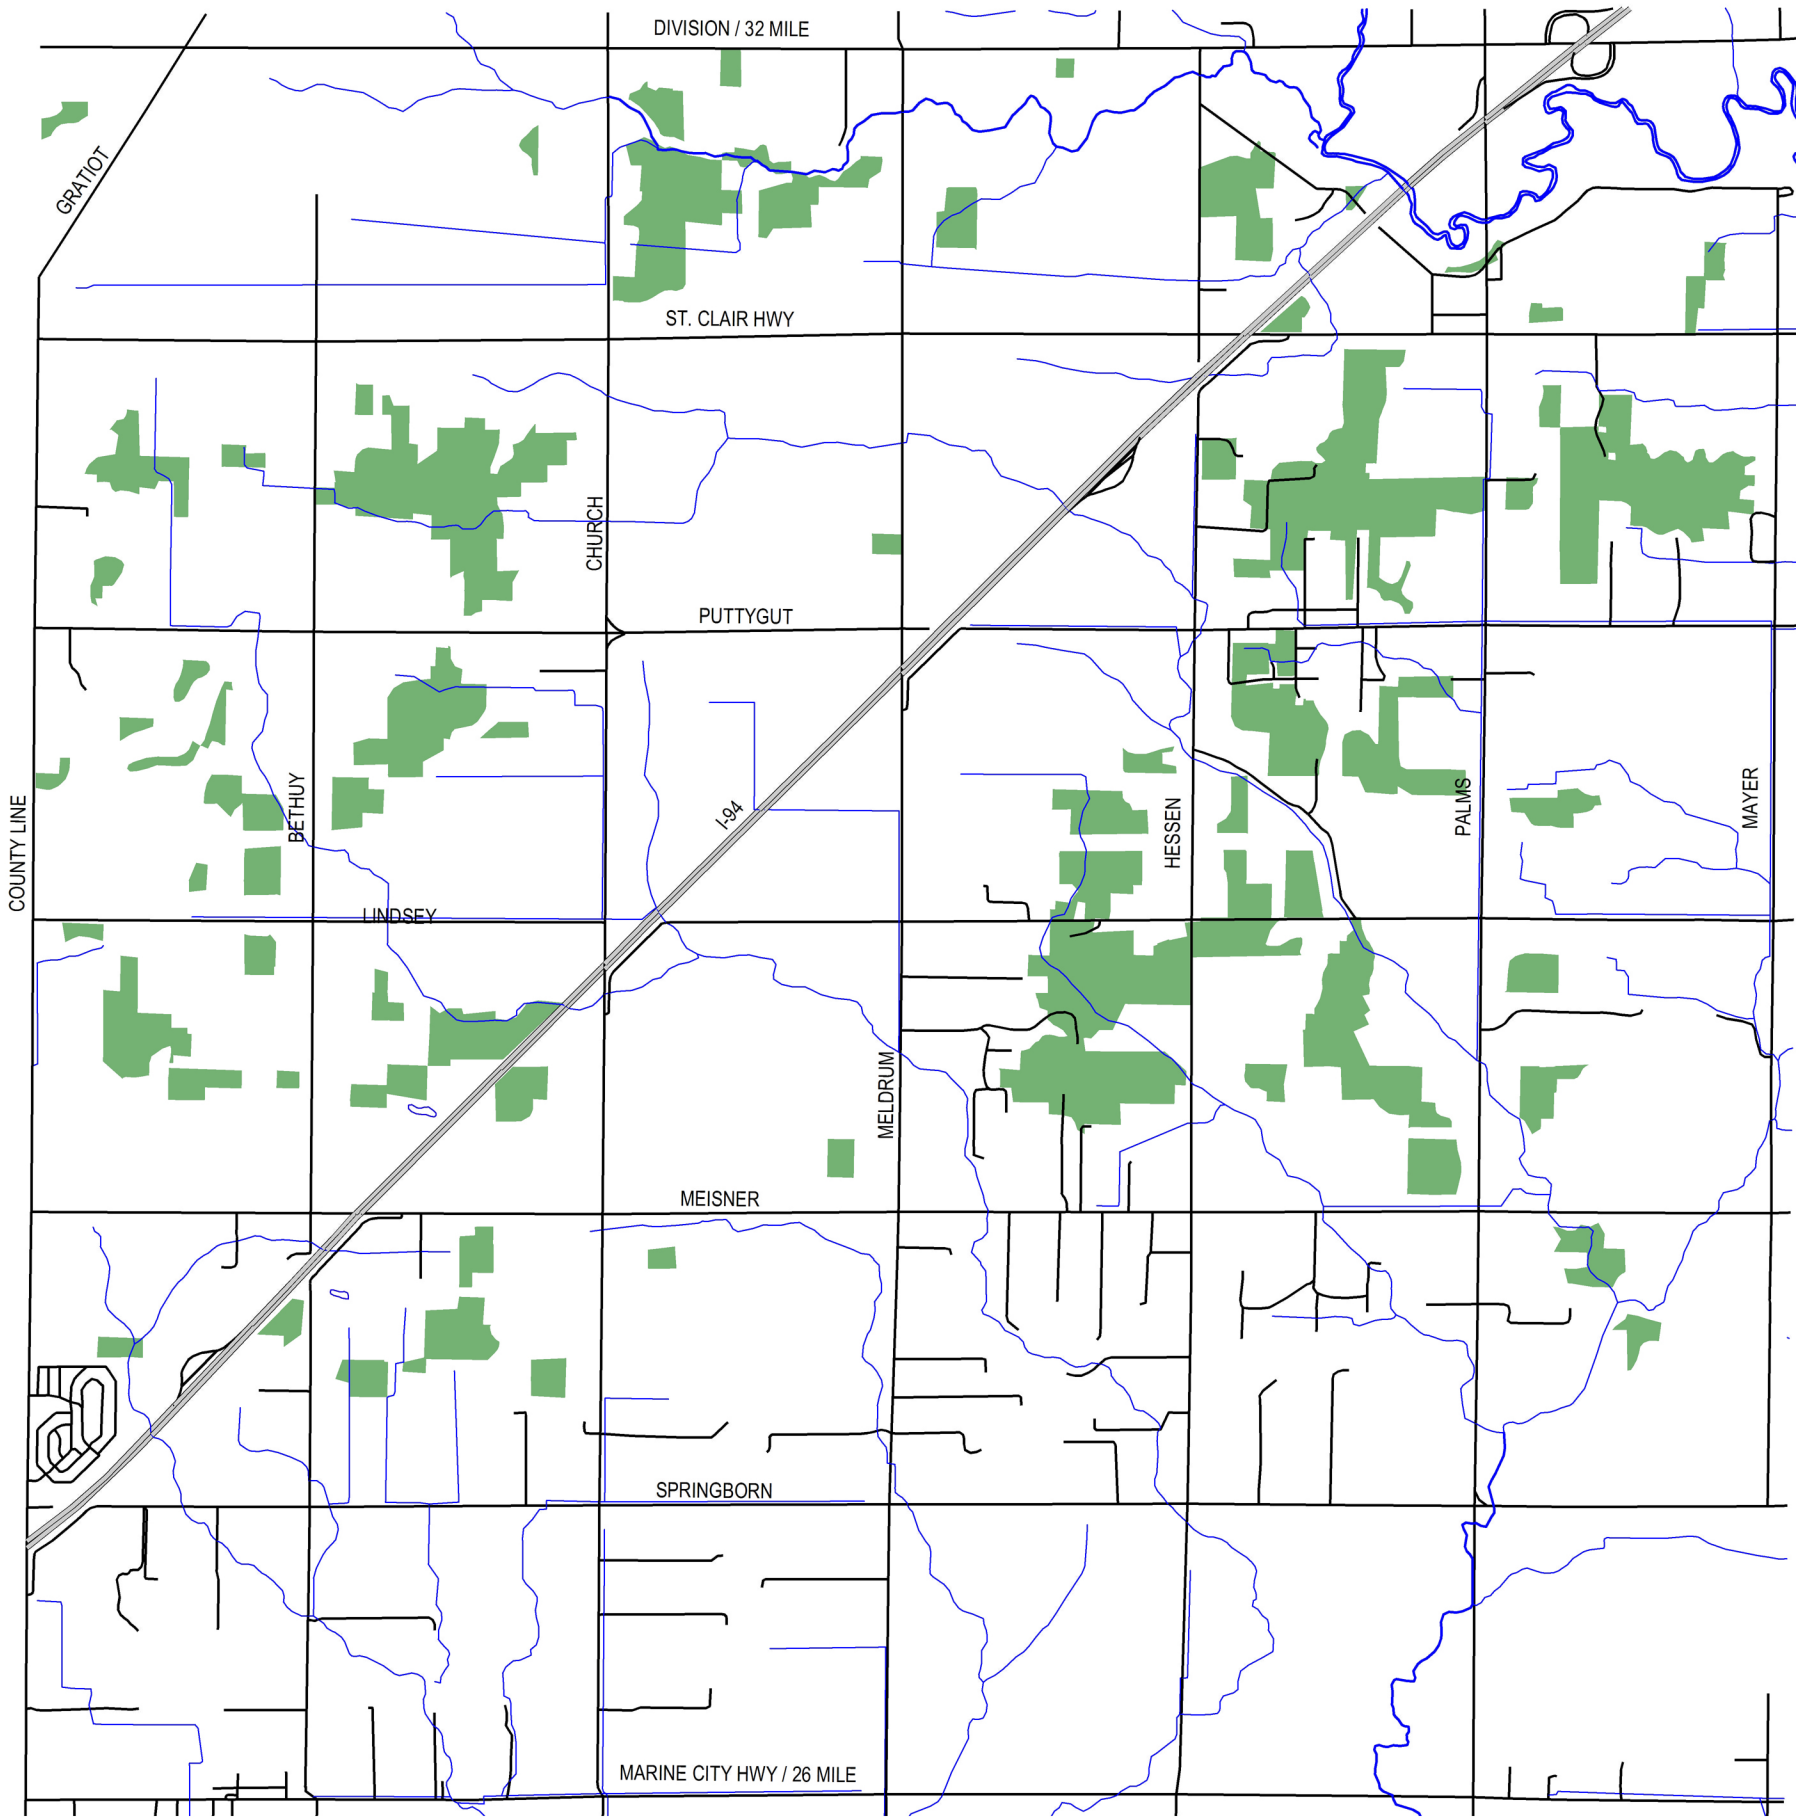 DIVISION / 32 MILE
GRATIOT
ST. CLAIR HWY
CHURCH
PUTTYGUT
COUNTY LINE
BETHUY
I-94
HESSEN
PALMS
MAYER
LINDSEY
MELDRUM
MEISNER
SPRINGBORN
MARINE CITY HWY / 26 MILE